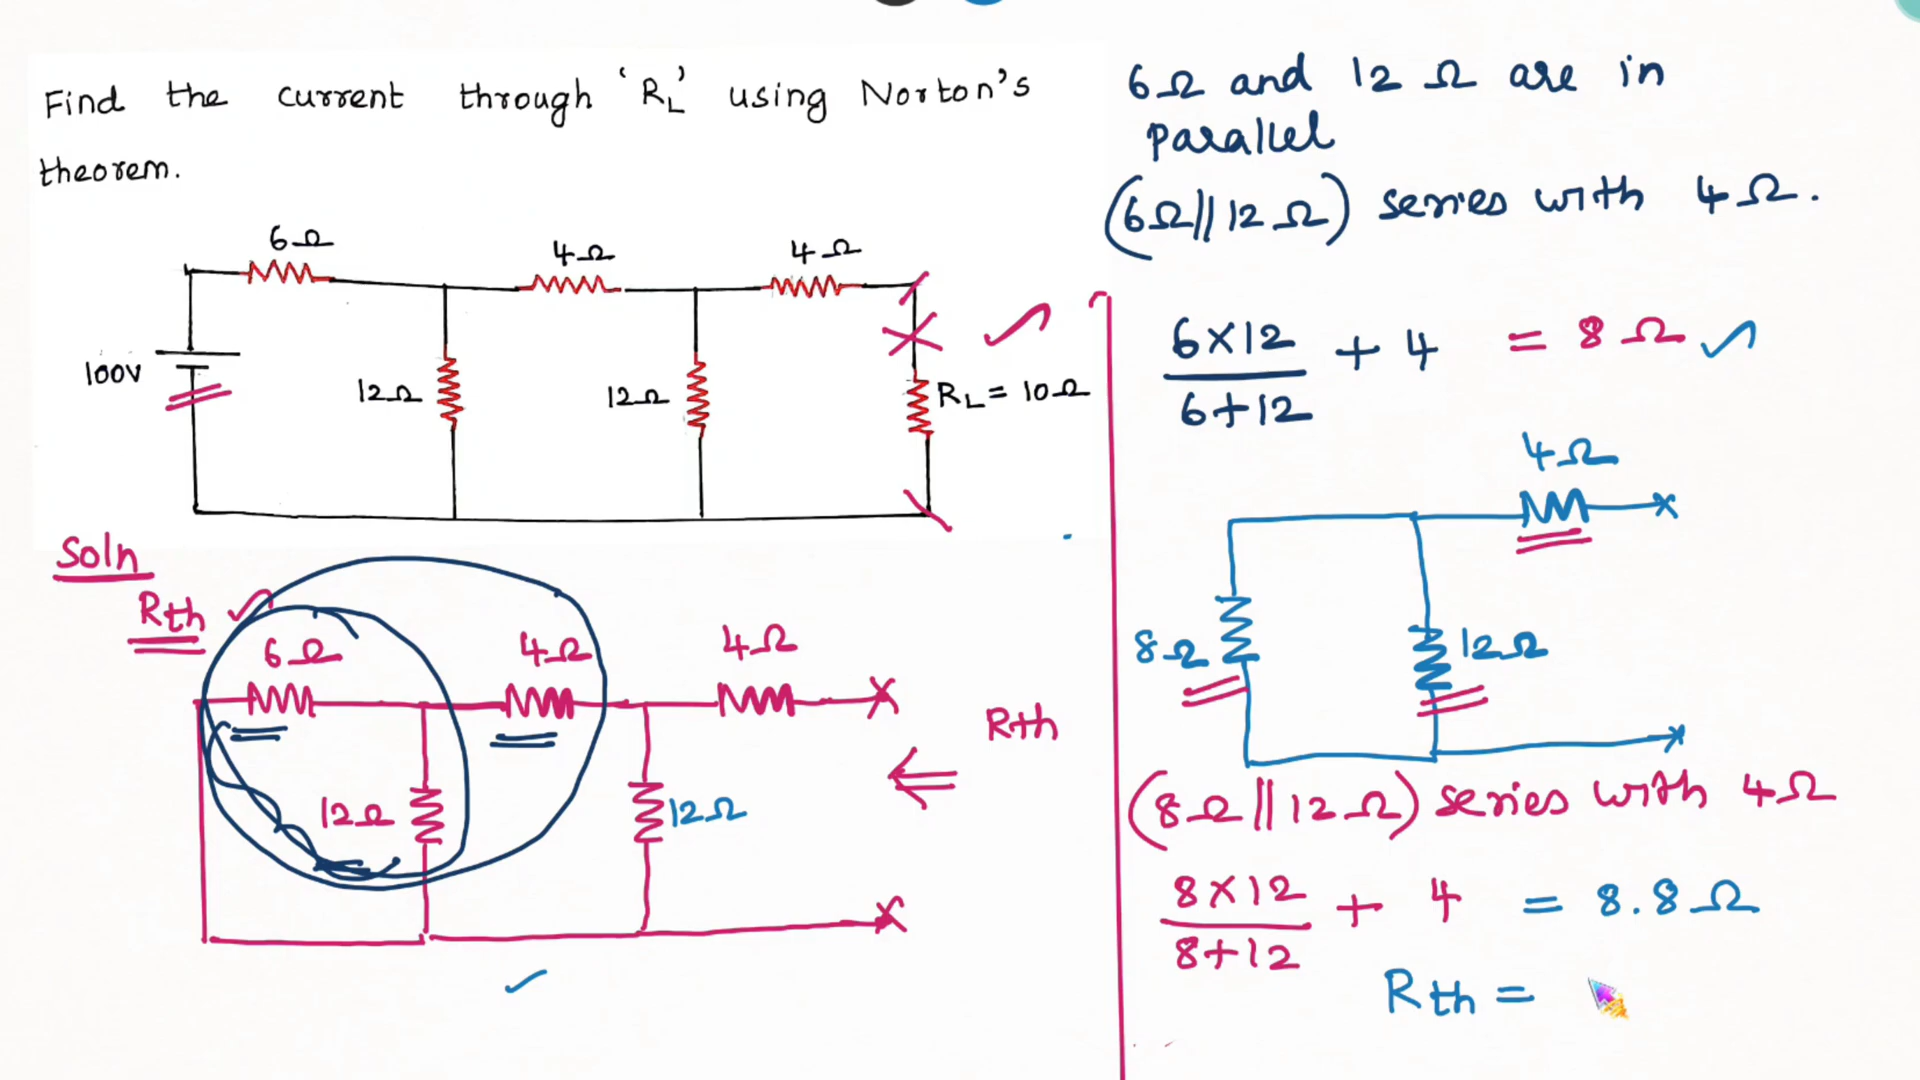 Find the current through ‘RL’ using Norton's
theorem.
6Ω
4Ω
4Ω
100V
12Ω
12Ω
RL = 10Ω
Soln
Rth
6Ω
4Ω
4Ω
12Ω
12Ω
Rth
6Ω and 12Ω are in
parallel
(6Ω||12Ω) series with 4Ω.
6×12
+ 4 = 8Ω
6+12
4Ω
8Ω
12Ω
(8Ω||12Ω) series with 4Ω
8×12
+ 4 = 8.8Ω
8+12
Rth =